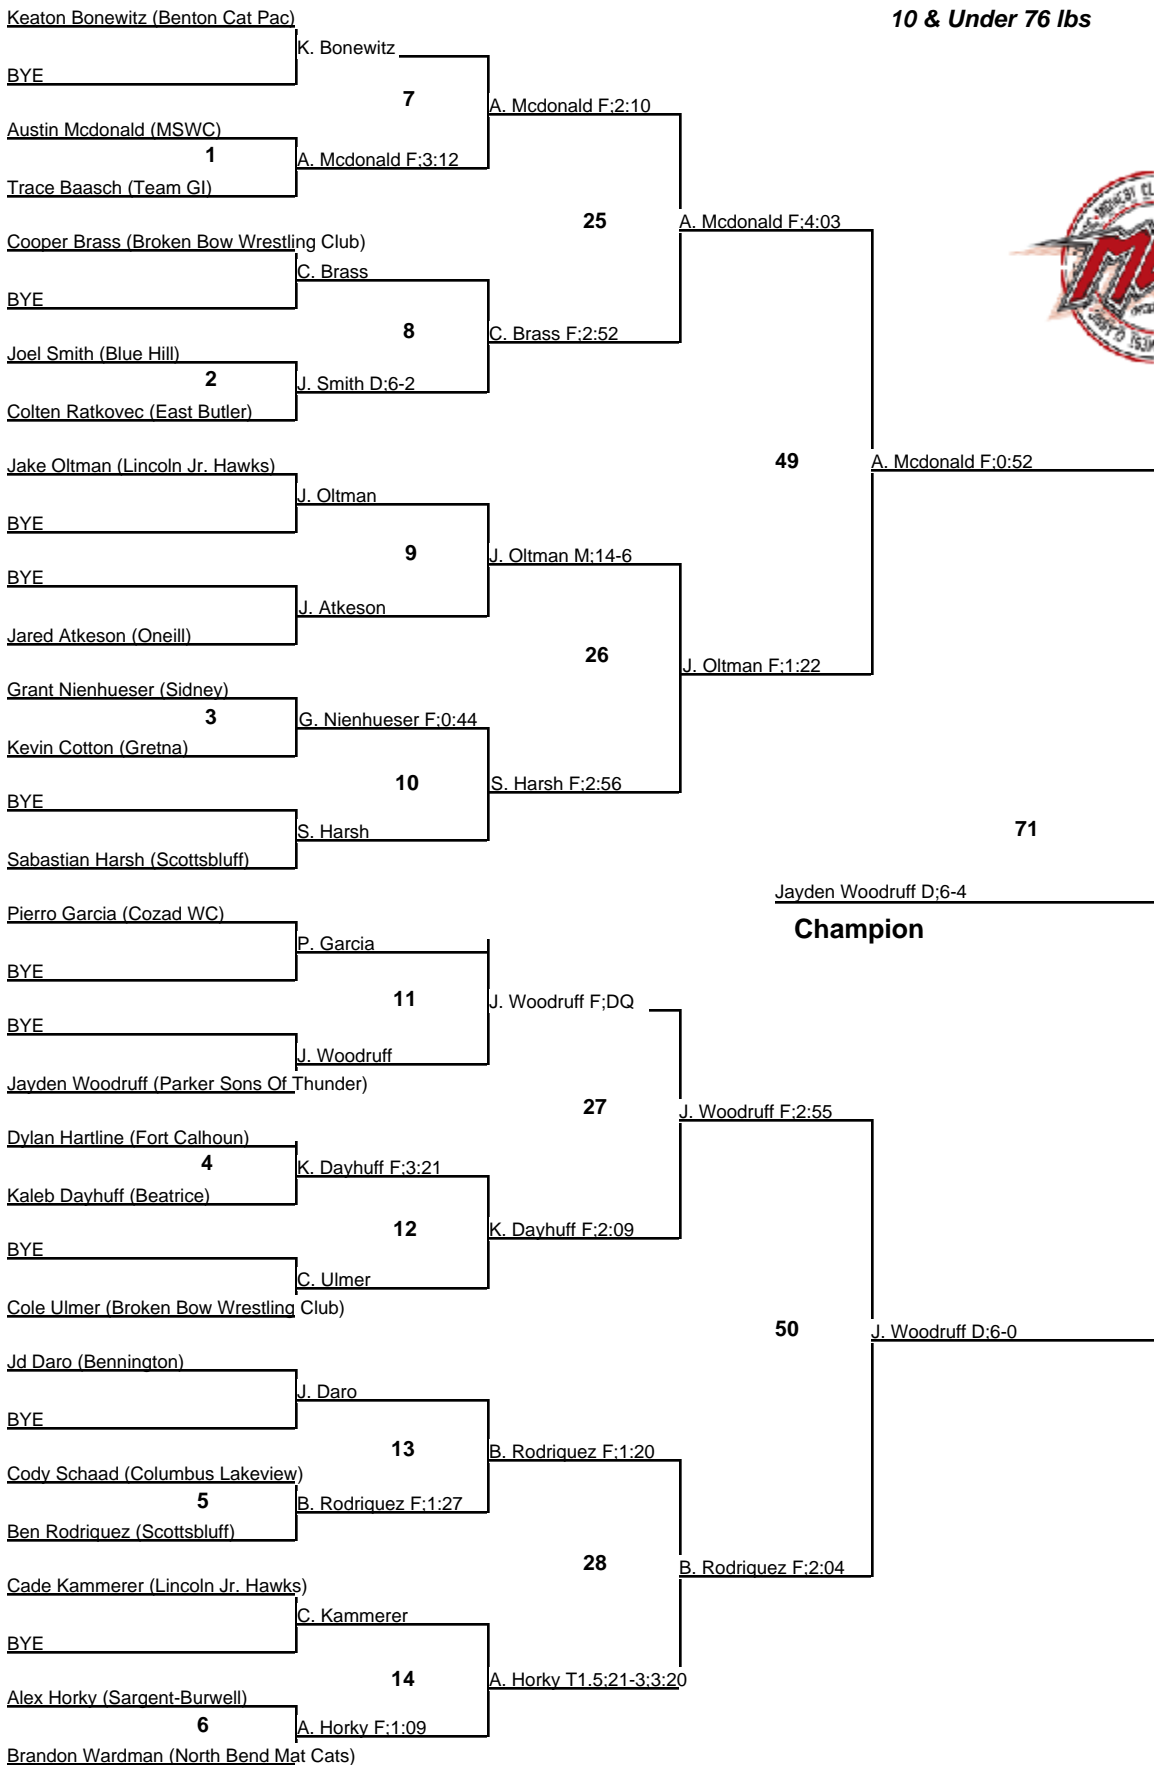 Keaton Bonewitz (Benton Cat Pac)
10 & Under 76 lbs
K. Bonewitz
BYE
7
A. Mcdonald F;2:10
Austin Mcdonald (MSWC)
1
A. Mcdonald F;3:12
Trace Baasch (Team GI)
25
A. Mcdonald F;4:03
Cooper Brass (Broken Bow Wrestling Club)
C. Brass
BYE
8
C. Brass F;2:52
Joel Smith (Blue Hill)
2
J. Smith D;6-2
Colten Ratkovec (East Butler)
49
A. Mcdonald F;0:52
Jake Oltman (Lincoln Jr. Hawks)
J. Oltman
BYE
9
J. Oltman M;14-6
BYE
J. Atkeson
Jared Atkeson (Oneill)
26
J. Oltman F;1:22
Grant Nienhueser (Sidney)
3
G. Nienhueser F;0:44
Kevin Cotton (Gretna)
10
S. Harsh F;2:56
BYE
S. Harsh
Sabastian Harsh (Scottsbluff)
71
Jayden Woodruff D;6-4
Champion
Pierro Garcia (Cozad WC)
P. Garcia
BYE
11
J. Woodruff F;DQ
BYE
J. Woodruff
Jayden Woodruff (Parker Sons Of Thunder)
27
J. Woodruff F;2:55
Dylan Hartline (Fort Calhoun)
4
K. Dayhuff F;3:21
Kaleb Dayhuff (Beatrice)
12
K. Dayhuff F;2:09
BYE
C. Ulmer
Cole Ulmer (Broken Bow Wrestling Club)
50
J. Woodruff D;6-0
Jd Daro (Bennington)
J. Daro
BYE
13
B. Rodriquez F;1:20
Cody Schaad (Columbus Lakeview)
5
B. Rodriquez F;1:27
Ben Rodriquez (Scottsbluff)
28
B. Rodriquez F;2:04
Cade Kammerer (Lincoln Jr. Hawks)
C. Kammerer
BYE
14
A. Horky T1.5;21-3;3:20
Alex Horky (Sargent-Burwell)
6
A. Horky F;1:09
Brandon Wardman (North Bend Mat Cats)